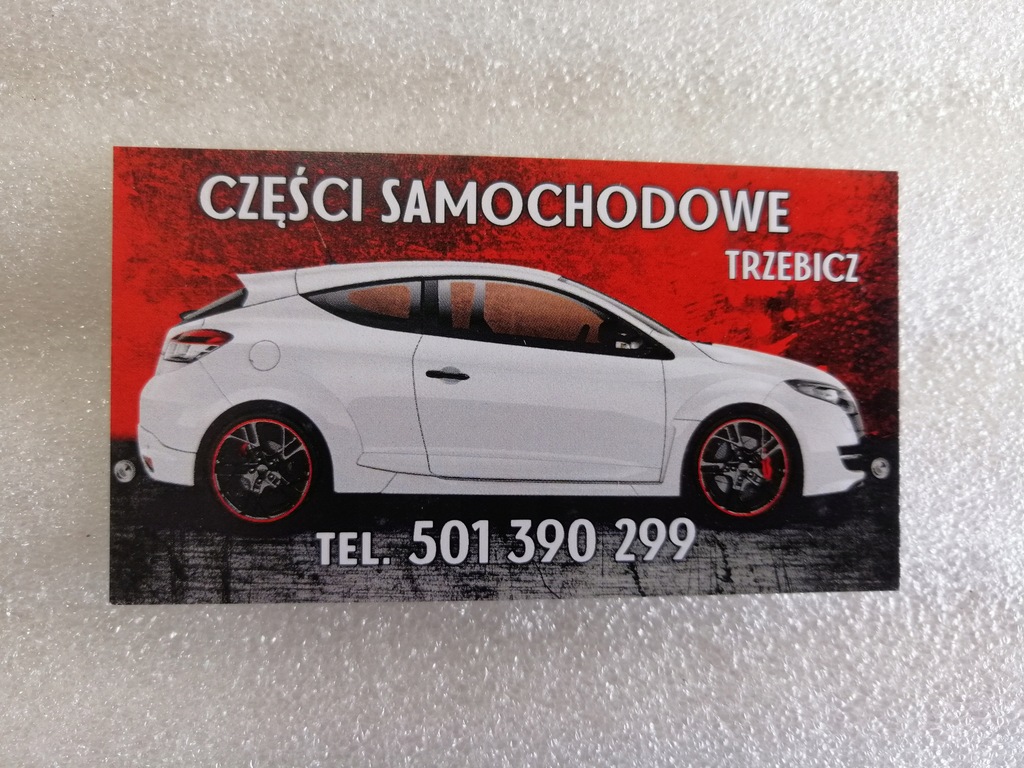 CZĘŚCI SAMOCHODOWE
TRZEBICZ
TEL. 501 390 299